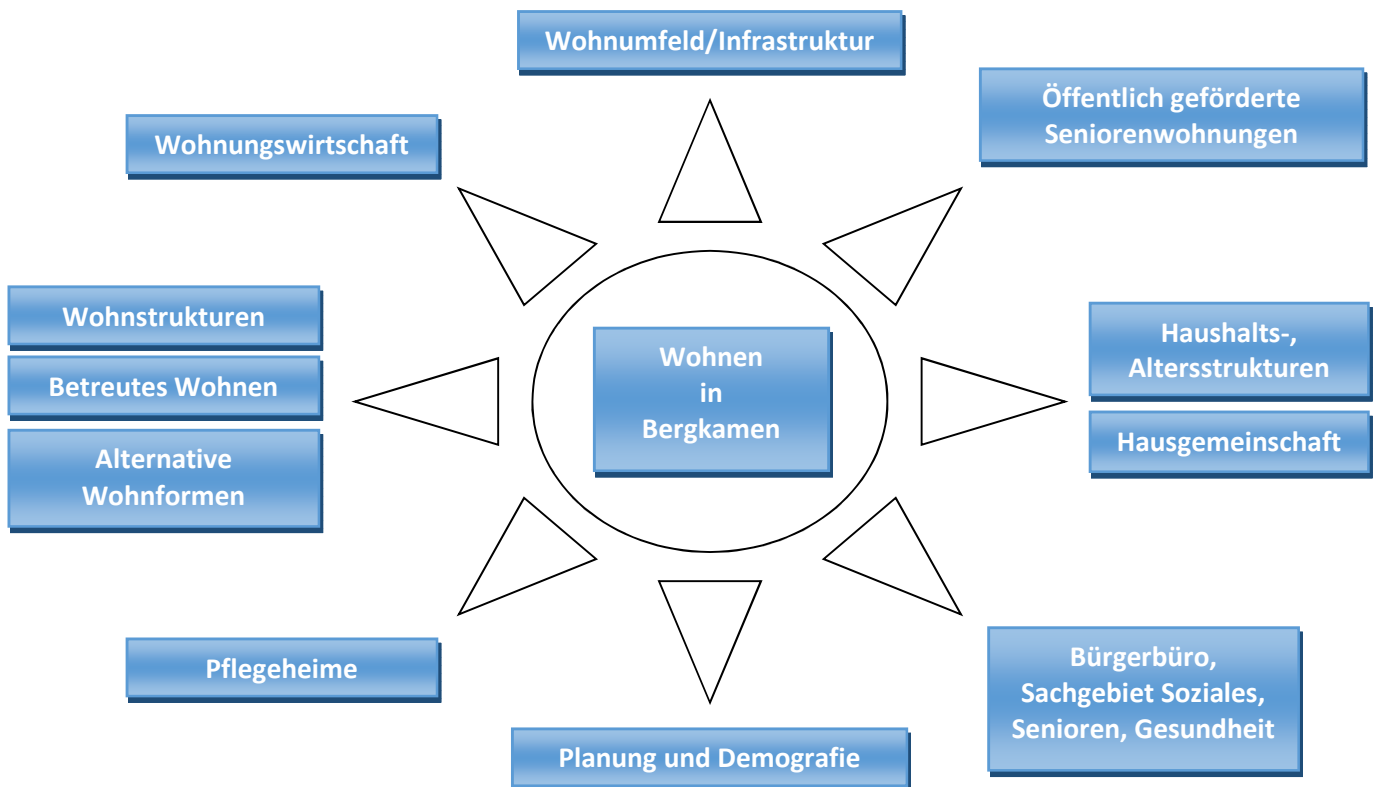 Wohnumfeld/Infrastruktur
Öffentlich geförderte
Seniorenwohnungen
Wohnungswirtschaft
Wohnstrukturen
Betreutes Wohnen
Alternative
Wohnformen
Wohnen
in
Bergkamen
Haushalts-,
Altersstrukturen
Hausgemeinschaft
Pflegeheime
Bürgerbüro,
Sachgebiet Soziales,
Senioren, Gesundheit
Planung und Demografie